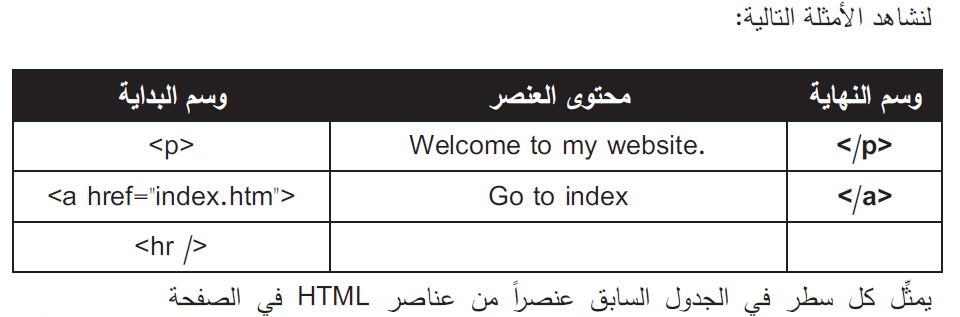 لنشاهد الأمثلة التالية:
وسم البداية محتوى العنصر وسم النهاية
<p> Welcome to my website. </p>
<a href="index.htm"> Go to index </a>
<hr />
يمثِّل كل سطر في الجدول السابق عنصراً من عناصر HTML في الصفحة